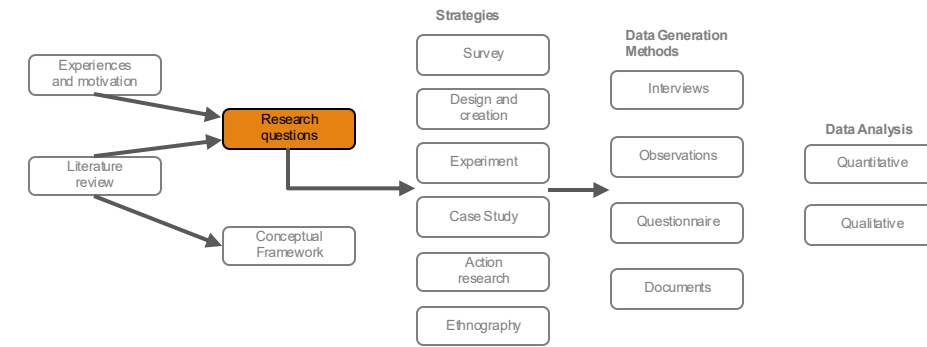 Experiences
and motivation
Literature
review
Research
questions
Conceptual
Framework
Strategies
Survey
Design and
creation
Experiment
Case Study
Action
research
Ethnography
Data Generation
Methods
Interviews
Observations
Questionnaire
Documents
Data Analysis
Quantitative
Qualitative